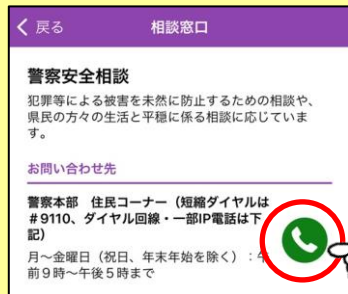 戻る 相談窓口
警察安全相談
犯罪等による被害を未然に防止するための相談や、
県民の方々の生活と平穏に係る相談に応じていま
す。
お問い合わせ先
警察本部 住民コーナー（短縮ダイヤルは
＃9110、ダイヤル回線・一部IP電話は下
記）
月～金曜日（祝日、年末年始を除く）：午
前９時～午後５時まで